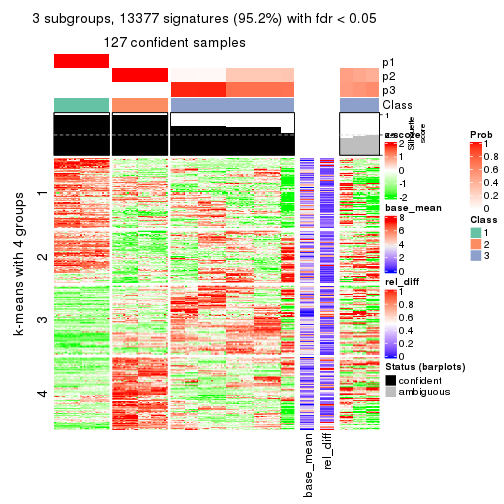 3 subgroups, 13377 signatures (95.2%) with fdr < 0.05
127 confident samples
p1
p2
p3
Class
1
Silhouette
score
z-score
2
1
0
-1
-2
Prob
1
0.8
0.6
0.4
0.2
0
base_mean
8
6
4
2
0
Class
1
2
3
rel_diff
1
0.8
0.6
0.4
0.2
0
Status (barplots)
confident
ambiguous
k-means with 4 groups
1
2
3
4
base_mean
rel_diff